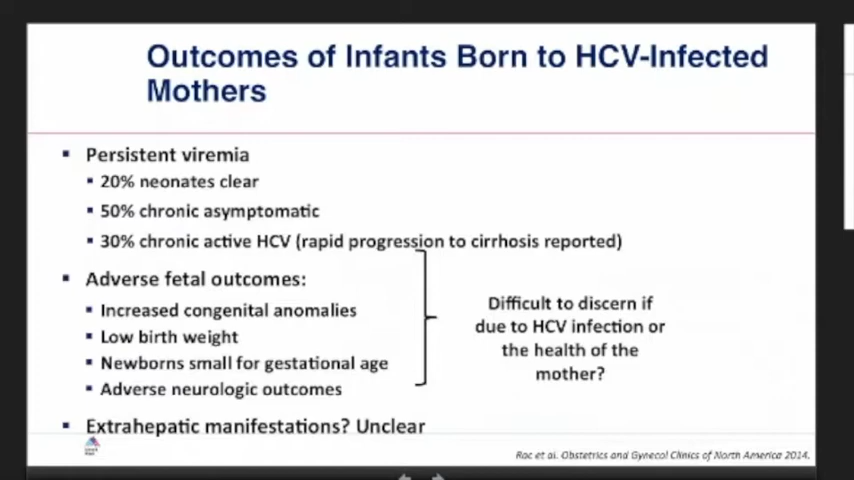 Outcomes of Infants Born to HCV-Infected
Mothers
▪ Persistent viremia
▪ 20% neonates clear
▪ 50% chronic asymptomatic
▪ 30% chronic active HCV (rapid progression to cirrhosis reported)
▪ Adverse fetal outcomes:
▪ Increased congenital anomalies
▪ Low birth weight
▪ Newborns small for gestational age
▪ Adverse neurologic outcomes
Difficult to discern if
due to HCV infection or
the health of the
mother?
▪ Extrahepatic manifestations? Unclear
et al. Obstetrics and Gynecol Clinics of North America 2014.